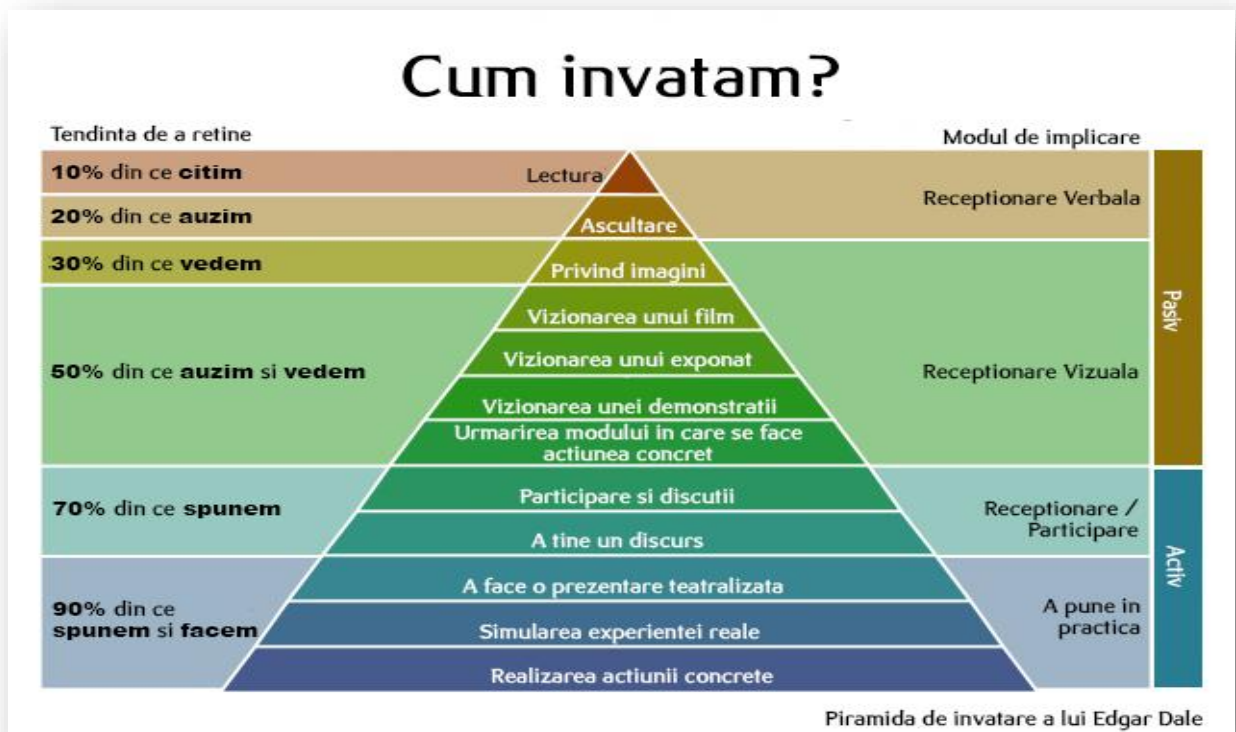 Cum invatam?
Tendinta de a retine
Modul de implicare
10% din ce citim
Lectura
Receptionare Verbala
20% din ce auzim
Ascultare
30% din ce vedem
Privind imagini
Vizionarea unui film
50% din ce auzim si vedem
Vizionarea unui exponat
Receptionare Vizuala
Vizionarea unei demonstratii
Urmarirea modului in care se face
actiunea concret
Pasiv
70% din ce spunem
Participare si discutii
Receptionare /
Participare
A tine un discurs
90% din ce
spunem si facem
A face o prezentare teatralizata
A pune in
practica
Simularea experientei reale
Realizarea actiunii concrete
Activ
Piramida de invatare a lui Edgar Dale